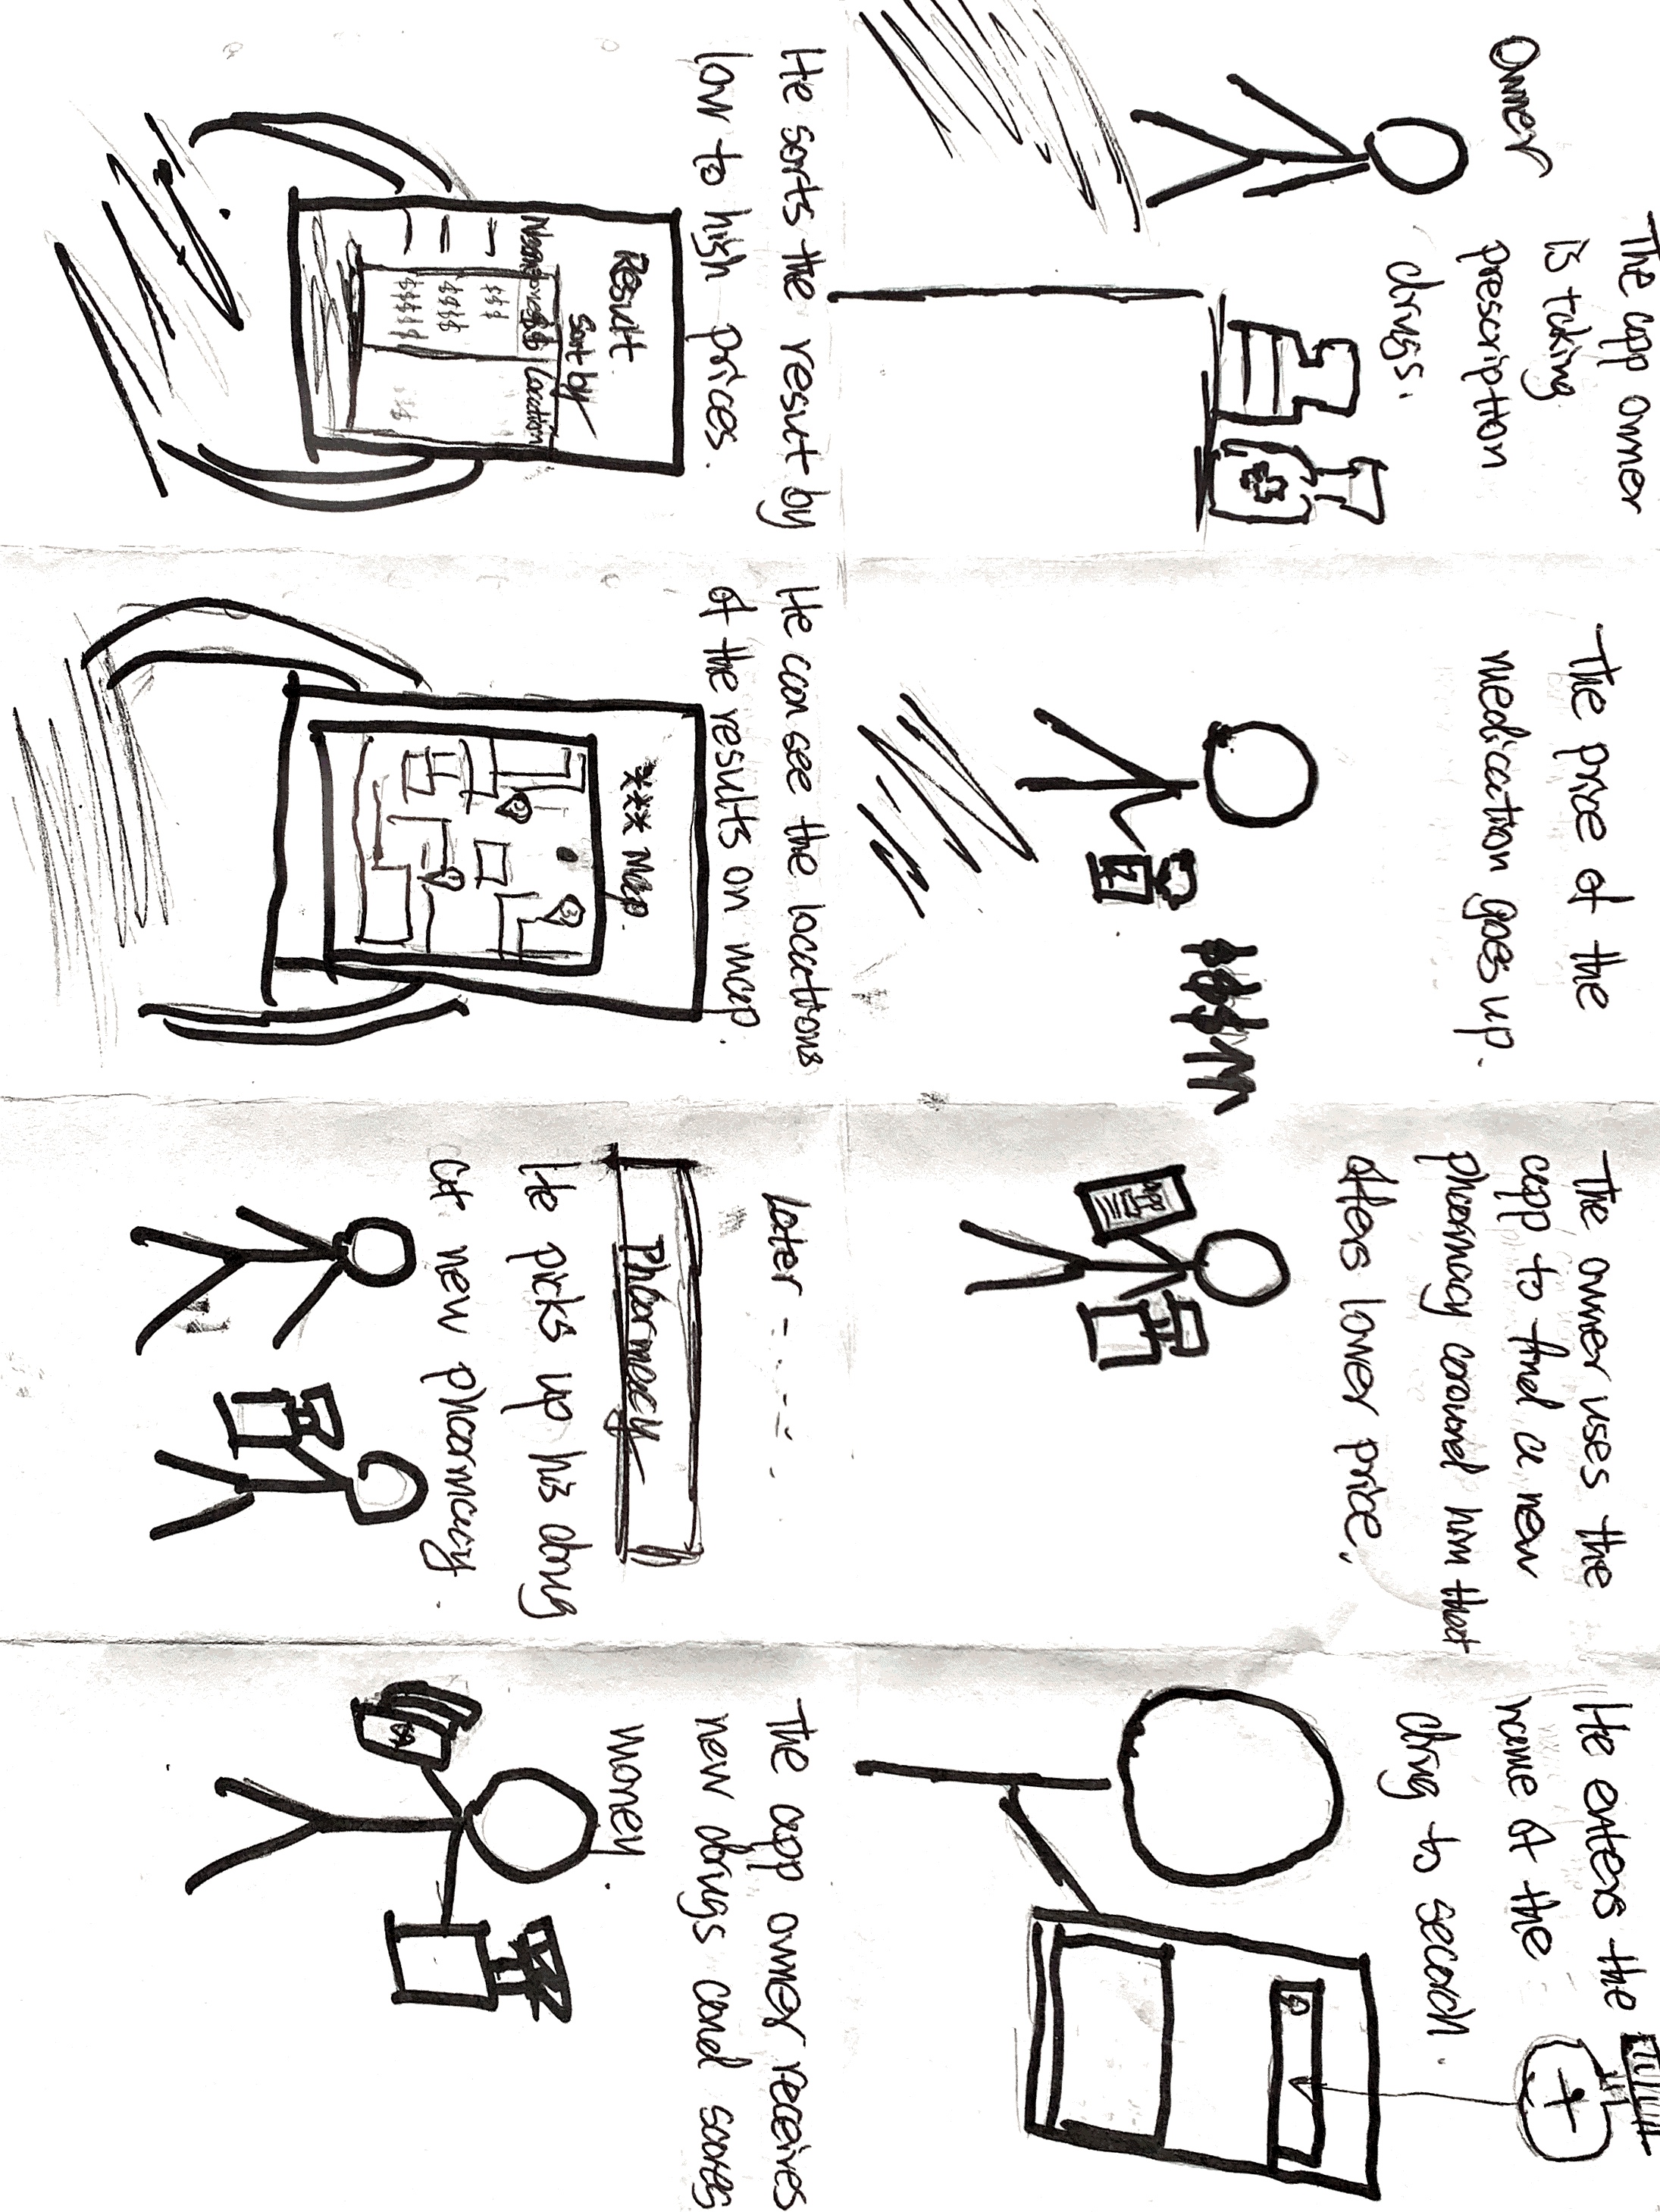 Owner
The app owner
is taking
prescription
drugs.
The price of the
medication goes up.
$$$$
The owner uses the
app to find a new
pharmacy around him that
offers lower price.
APP
He enters the
name of the
drug to search.
He sorts the result by
low to high prices.
Result
Sort by
Location
$$$
$$$$
$$$$$
$$$
He can see the locations
of the results on map.
*** Map.
2
1
3
Later - - - - -
Pharmacy
He picks up his drug
at new pharmacy.
The app owner receives
new drugs and saves
money.